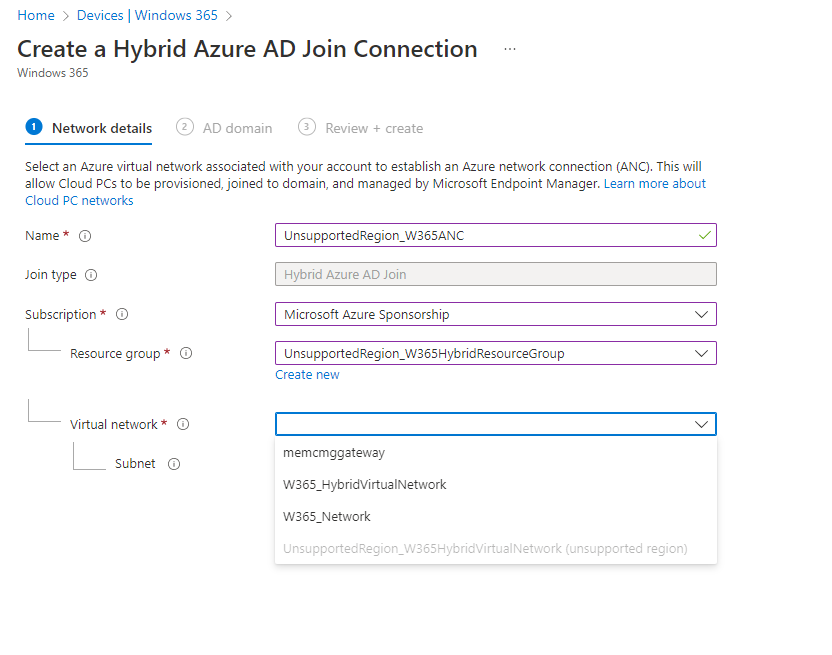 Home > Devices | Windows 365 >
Create a Hybrid Azure AD Join Connection ...
Windows 365
1 Network details 2 AD domain 3 Review + create
Select an Azure virtual network associated with your account to establish an Azure network connection (ANC). This will
allow Cloud PCs to be provisioned, joined to domain, and managed by Microsoft Endpoint Manager. Learn more about
Cloud PC networks
Name * UnsupportedRegion_W365ANC
Join type Hybrid Azure AD Join
Subscription * Microsoft Azure Sponsorship
Resource group * UnsupportedRegion_W365HybridResourceGroup
Create new
Virtual network *
memcmggateway
Subnet
W365_HybridVirtualNetwork
W365_Network
UnsupportedRegion_W365HybridVirtualNetwork (unsupported region)